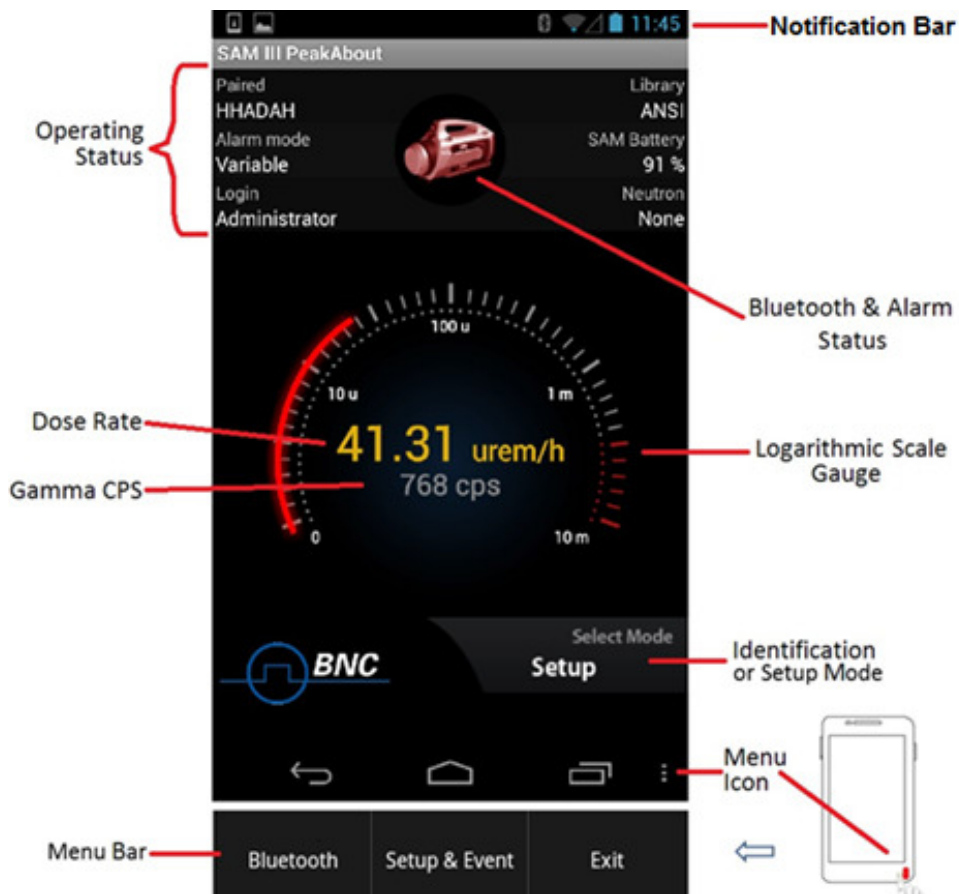 11:45
Notification Bar
SAM III PeakAbout
Paired
Library
HHADAH
ANSI
Operating
Status
Alarm mode
SAM Battery
Variable
91 %
Login
Neutron
Administrator
None
Bluetooth & Alarm
Status
100 u
10 u
1 m
Dose Rate
41.31 urem/h
Gamma CPS
768 cps
Logarithmic Scale
Gauge
0
10 m
Select Mode
Setup
BNC
Identification
or Setup Mode
Menu
Icon
Menu Bar
Bluetooth
Setup & Event
Exit